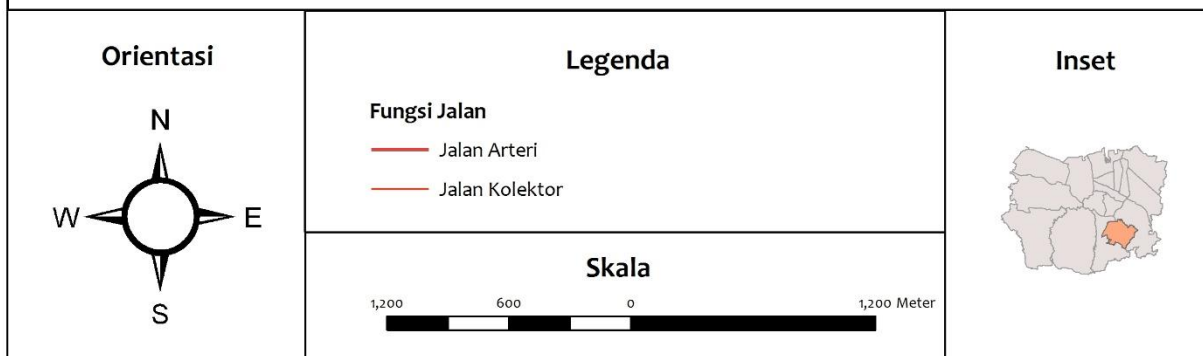 Orientasi
N
W E
S
Legenda
Fungsi Jalan
Jalan Arteri
Jalan Kolektor
Skala
1,200 600 0 1,200 Meter
Inset